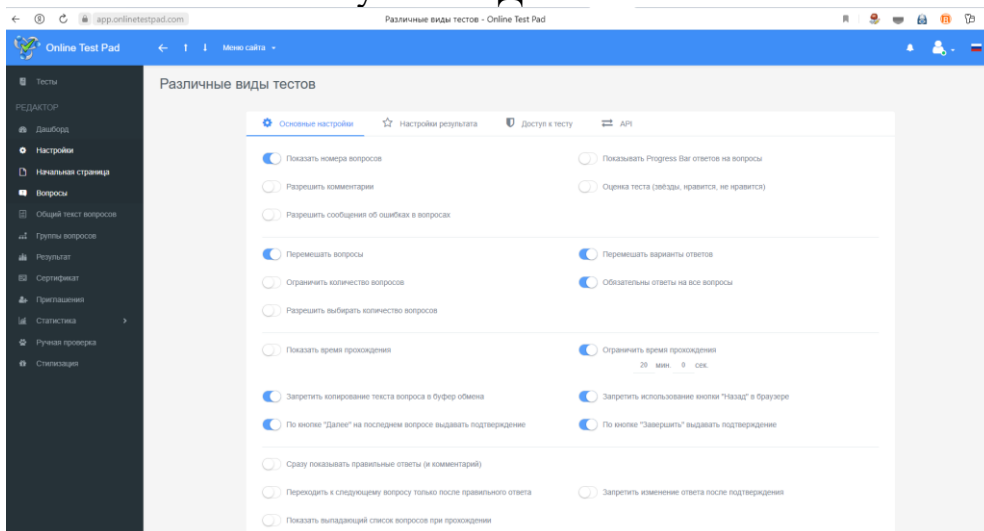 app.onlinetestpad.com
Различные виды тестов - Online Test Pad
Online Test Pad
Меню сайта
Тесты
РЕДАКТОР
Дашборд
Настройки
Начальная страница
Вопросы
Общий текст вопросов
Группы вопросов
Результат
Сертификат
Приглашения
Статистика
Ручная проверка
Стилизация
Различные виды тестов
Основные настройки Настройки результата Доступ к тесту API
Показать номера вопросов Показывать Progress Bar ответов на вопросы
Разрешить комментарии Оценка теста (звёзды, нравится, не нравится)
Разрешить сообщения об ошибках в вопросах
Перемешать вопросы Перемешать варианты ответов
Ограничить количество вопросов Обязательны ответы на все вопросы
Разрешить выбирать количество вопросов
Показать время прохождения Ограничить время прохождения
20 мин. 0 сек.
Запретить копирование текста вопроса в буфер обмена Запретить использование кнопки "Назад" в браузере
По кнопке "Далее" на последнем вопросе выдавать подтверждение По кнопке "Завершить" выдавать подтверждение
Сразу показывать правильные ответы (и комментарий)
Переходить к следующему вопросу только после правильного ответа Запретить изменение ответа после подтверждения
Показать выпадающий список вопросов при прохождении